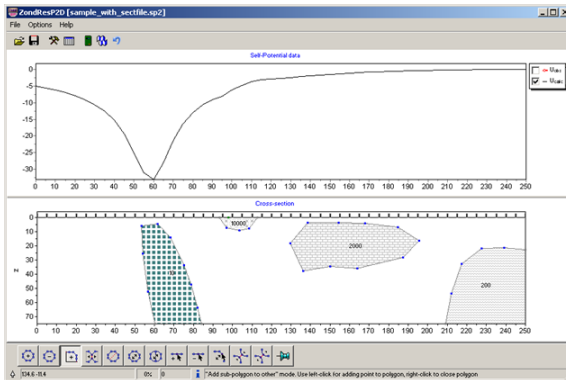 ZondResP2D [sample_with_sectfile.sp2]
File Options Help
Self-Potential data
0
-5
-10
-15
-20
-25
-30
0 10 20 30 40 50 60 70 80 90 100 110 120 130 140 150 160 170 180 190 200 210 220 230 240 250
Cross-section
0
10
20
30
40
50
60
70
z
10000
2000
200
0 10 20 30 40 50 60 70 80 90 100 110 120 130 140 150 160 170 180 190 200 210 220 230 240 250
134.6 -11.4 0% 0 "Add sub-polygon to other" mode. Use left-click for adding point to polygon, right-click to close polygon